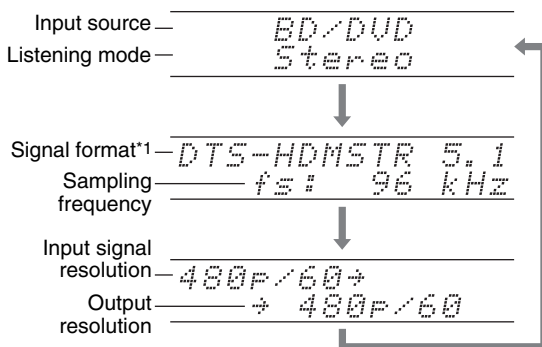 Input source
BD/DVD
Listening mode
Stereo
Signal format*1
DTS-HDMSTR 5.1
Sampling frequency
fs: 96 kHz
Input signal resolution
480p/60→
Output resolution
→ 480p/60